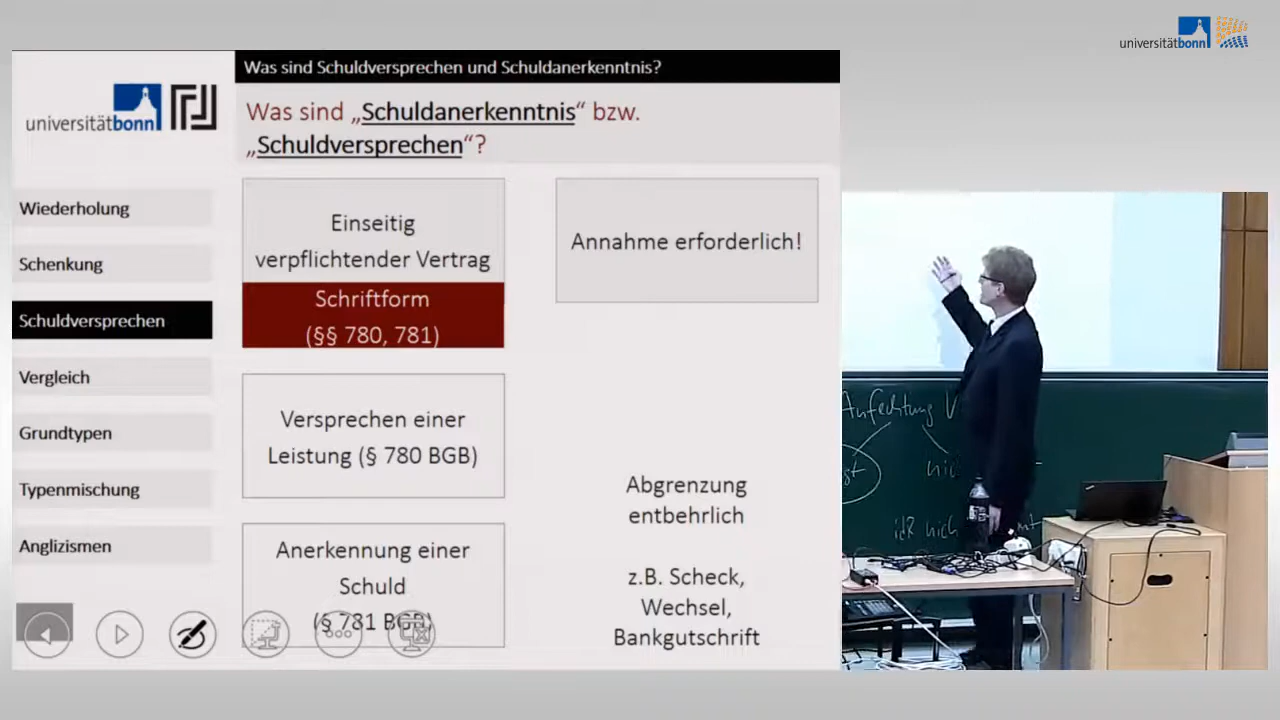 universitätbonn
Was sind Schuldversprechen und Schuldanerkenntnis?
universitätbonn
Was sind „Schuldanerkenntnis“ bzw.
„Schuldversprechen“?
Wiederholung
Schenkung
Schuldversprechen
Vergleich
Grundtypen
Typenmischung
Anglizismen
Einseitig
verpflichtender Vertrag
Schriftform
(§§ 780, 781)
Annahme erforderlich!
Versprechen einer
Leistung (§ 780 BGB)
Anerkennung einer
Schuld
(§ 781 BGB)
Abgrenzung
entbehrlich
z.B. Scheck,
Wechsel,
Bankgutschrift
Anfechtung